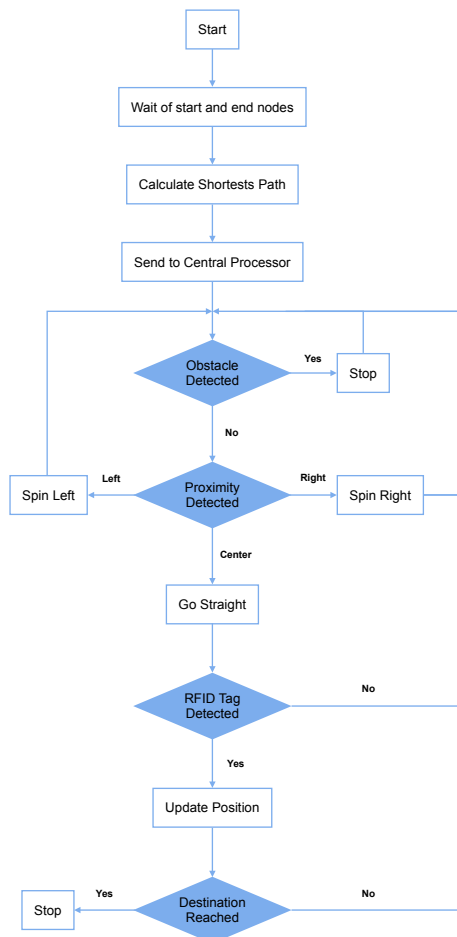 Start
Wait of start and end nodes
Calculate Shortests Path
Send to Central Processor
Obstacle
Detected
Yes
Stop
No
Left
Spin Left
Proximity
Detected
Right
Spin Right
Center
Go Straight
RFID Tag
Detected
No
Yes
Update Position
Destination
Reached
Yes
Stop
No